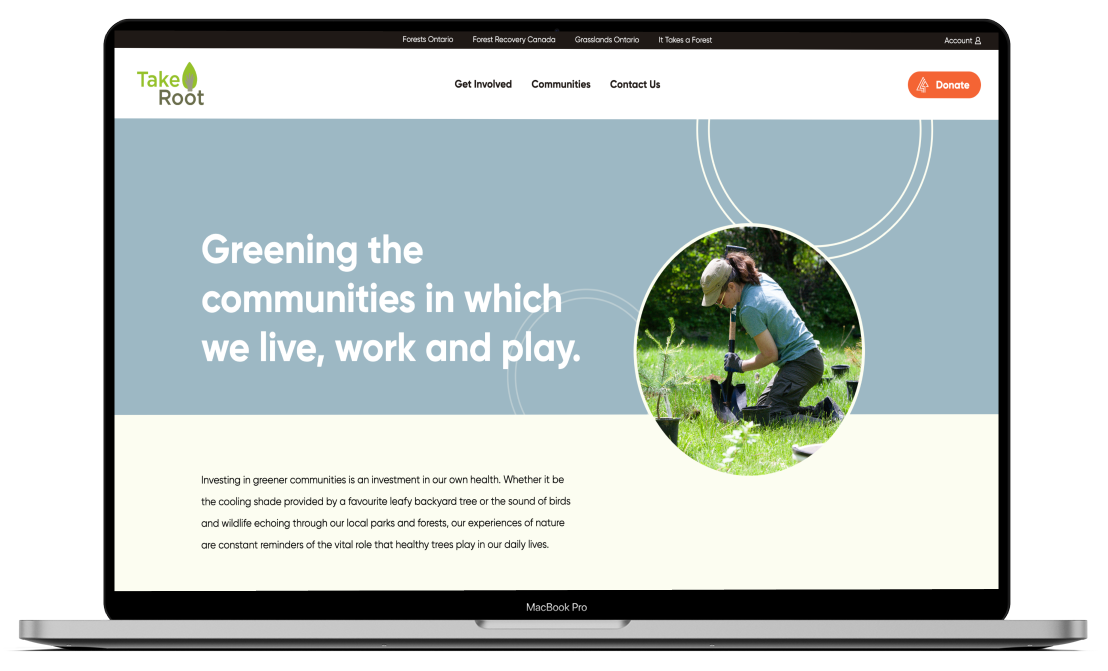 Forests Ontario Forest Recovery Canada Grasslands Ontario It Takes a Forest Account
Take
Root
Get Involved Communities Contact Us
Donate
Greening the
communities in which
we live, work and play.
Investing in greener communities is an investment in our own health. Whether it be
the cooling shade provided by a favourite leafy backyard tree or the sound of birds
and wildlife echoing through our local parks and forests, our experiences of nature
are constant reminders of the vital role that healthy trees play in our daily lives.
MacBook Pro